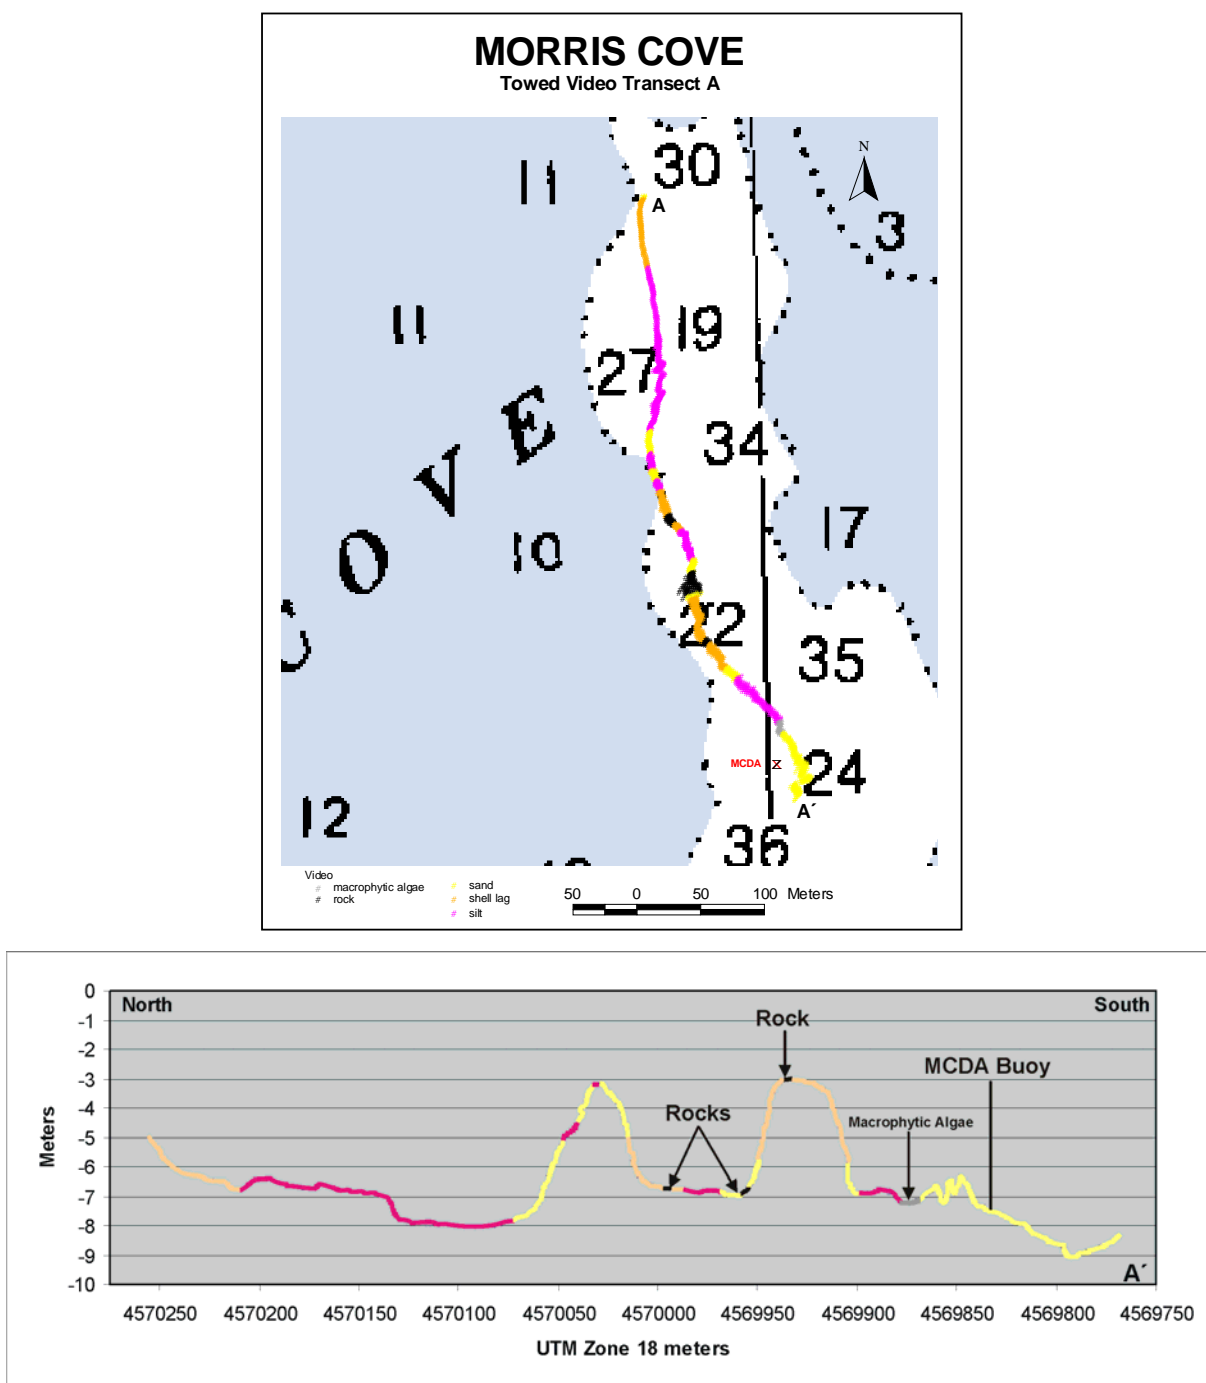 MORRIS COVE
Towed Video Transect A
N
30
11
A
3
11
19
27
E
34
V
17
O
10
22
35
C
MCDA
24
A´
12
36
Video
macrophytic algae
rock
sand
shell lag
silt
50 0 50 100 Meters
North
South
Rock
MCDA Buoy
Rocks
Macrophytic Algae
A´
Meters
0
-1
-2
-3
-4
-5
-6
-7
-8
-9
-10
4570250 4570200 4570150 4570100 4570050 4570000 4569950 4569900 4569850 4569800 4569750
UTM Zone 18 meters